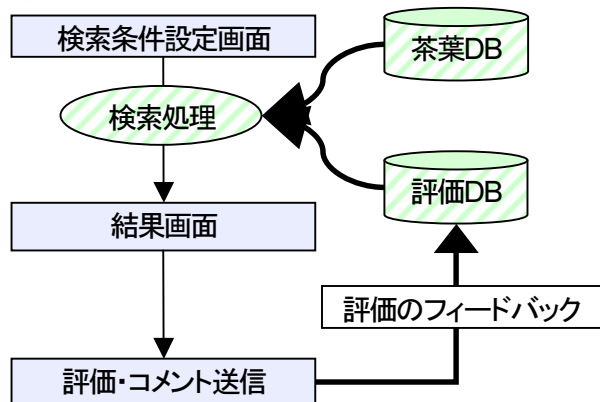 検索条件設定画面
茶葉DB
検索処理
評価DB
結果画面
評価のフィードバック
評価・コメント送信